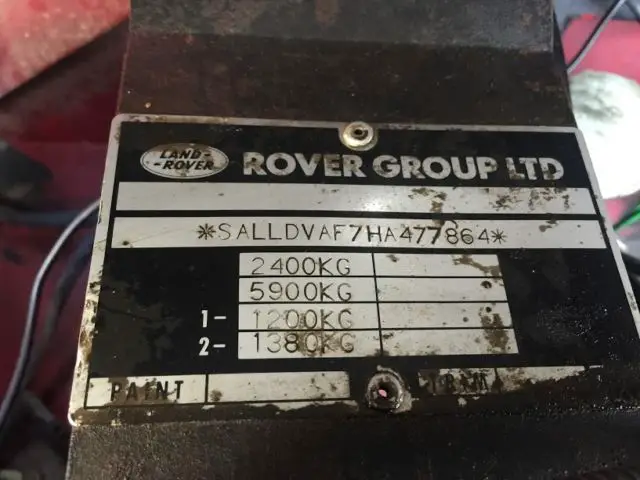 LAND-
-ROVER
ROVER GROUP LTD
*SALLDVAF7HA477864*
2400KG
5900KG
1- 1200KG
2- 1380KG
PAINT TRIM